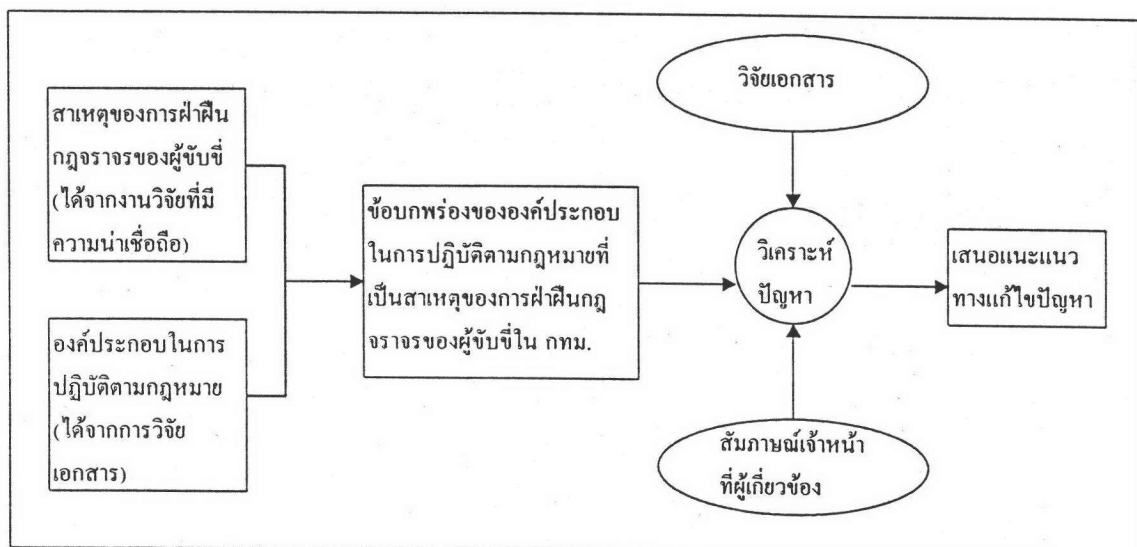 สาเหตุของการฝ่าฝืน
กฎจราจรของผู้ขับขี่
(ได้จากงานวิจัยที่มี
ความน่าเชื่อถือ)
องค์ประกอบในการ
ปฏิบัติตามกฎหมาย
(ได้จากการวิจัย
เอกสาร)
ข้อบกพร่องขององค์ประกอบ
ในการปฏิบัติตามกฎหมายที่
เป็นสาเหตุของการฝ่าฝืนกฎ
จราจรของผู้ขับขี่ใน กทม.
วิจัยเอกสาร
วิเคราะห์
ปัญหา
สัมภาษณ์เจ้าหน้า
ที่ผู้เกี่ยวข้อง
เสนอแนะแนว
ทางแก้ไขปัญหา